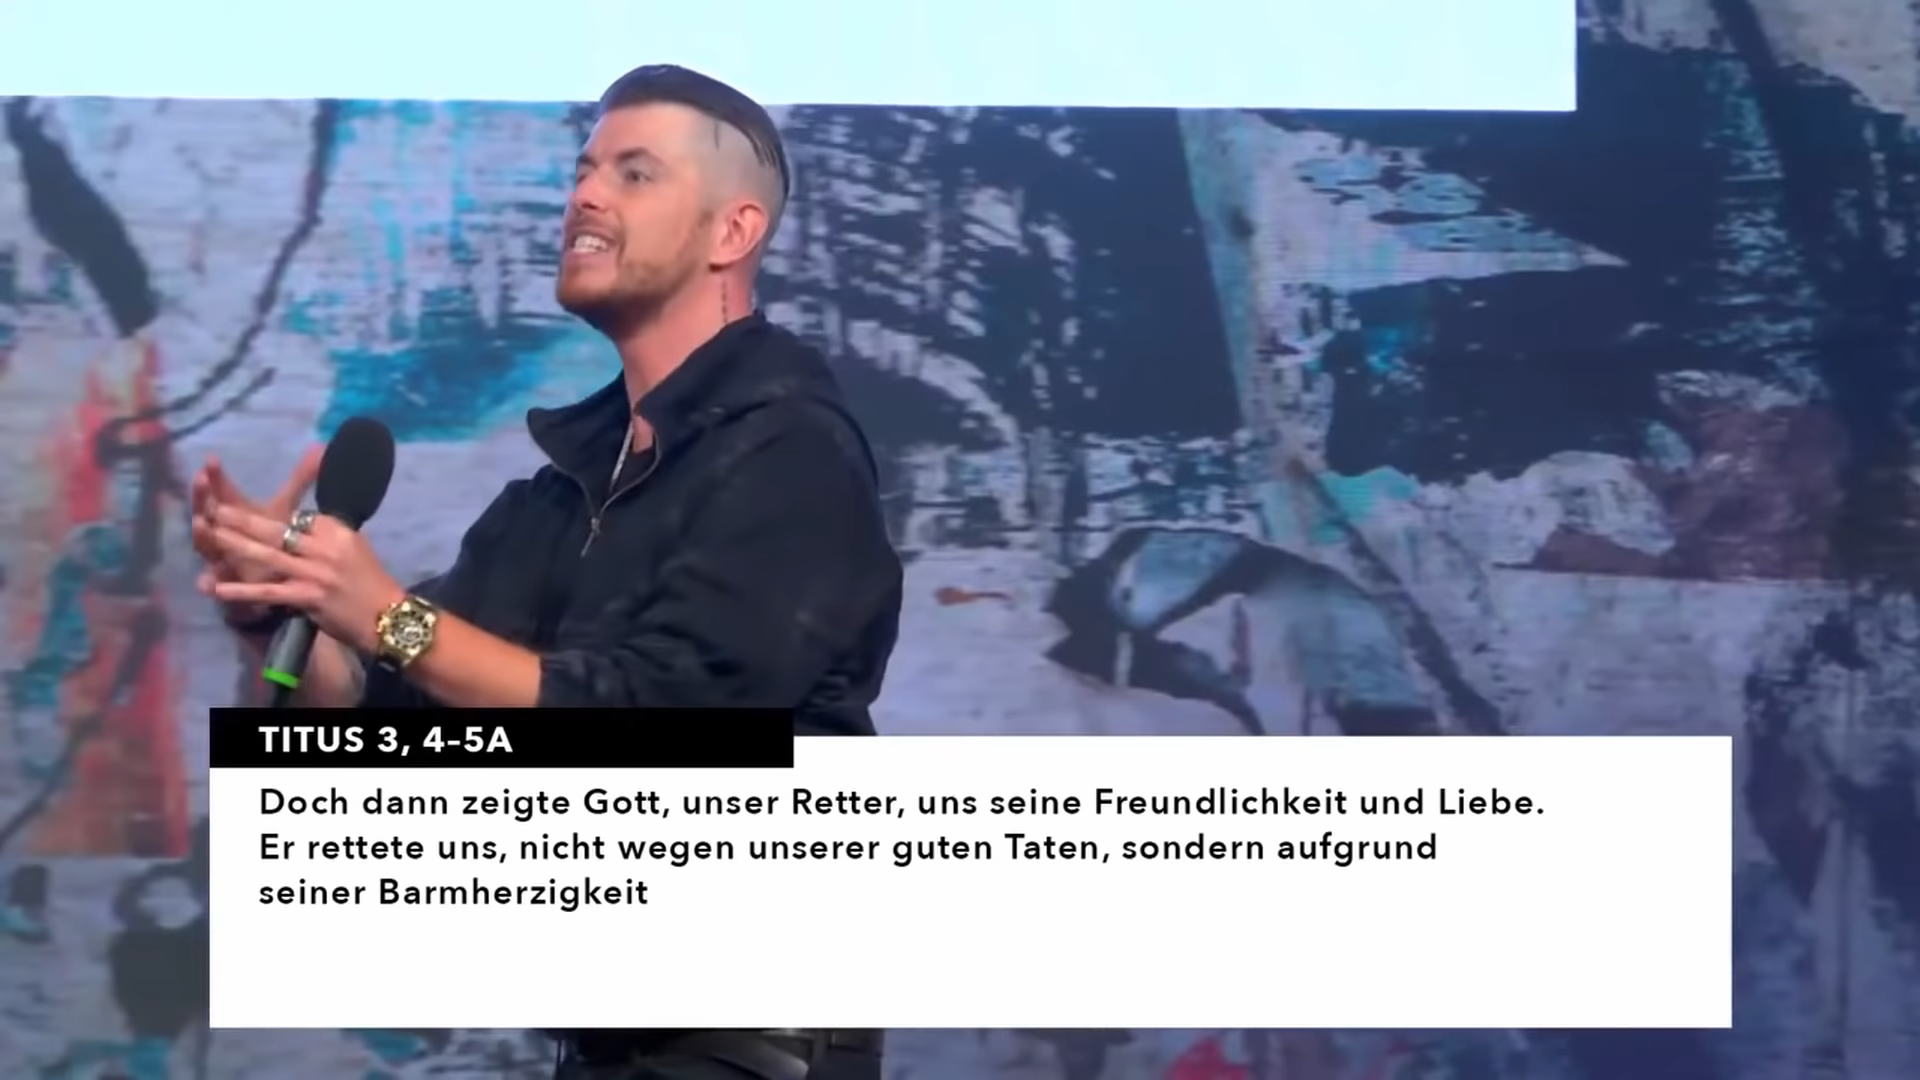 TITUS 3, 4–5A
Doch dann zeigte Gott, unser Retter, uns seine Freundlichkeit und Liebe.
Er rettete uns, nicht wegen unserer guten Taten, sondern aufgrund
seiner Barmherzigkeit